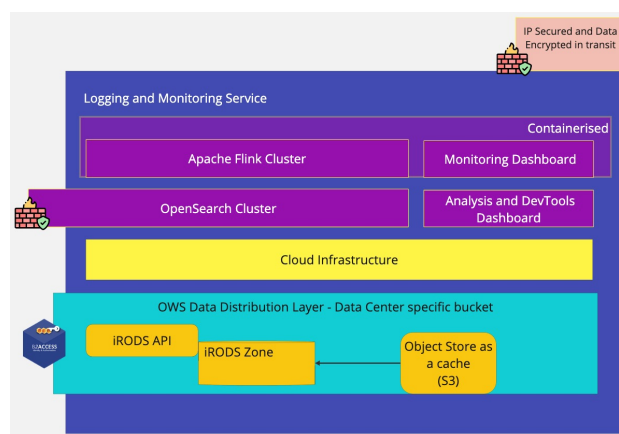 IP Secured and Data
Encrypted in transit
Logging and Monitoring Service
Containerised
Apache Flink Cluster
Monitoring Dashboard
OpenSearch Cluster
Analysis and DevTools
Dashboard
Cloud Infrastructure
OWS Data Distribution Layer - Data Center specific bucket
B2ACCESS
iRODS API
iRODS Zone
Object Store as
a cache
(S3)